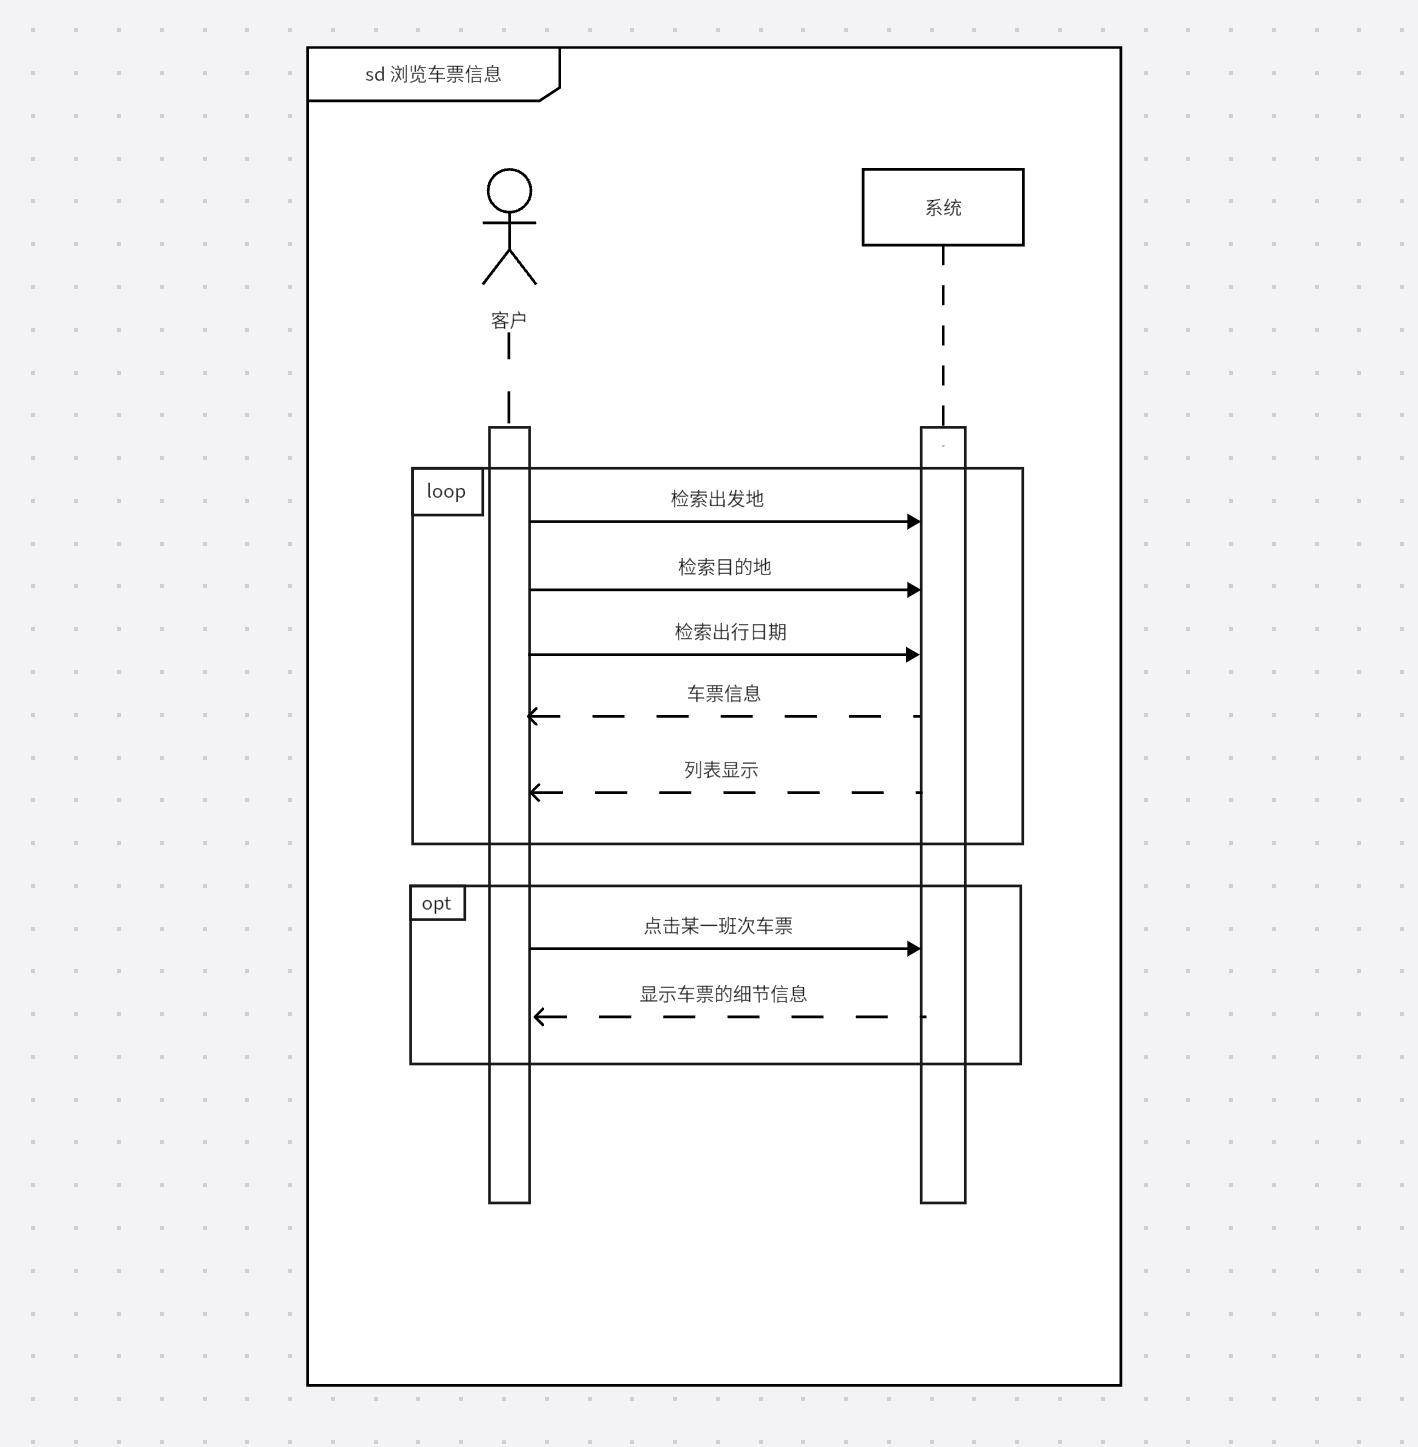 sd 浏览车票信息
系统
客户
loop
检索出发地
检索目的地
检索出行日期
车票信息
列表显示
opt
点击某一班次车票
显示车票的细节信息